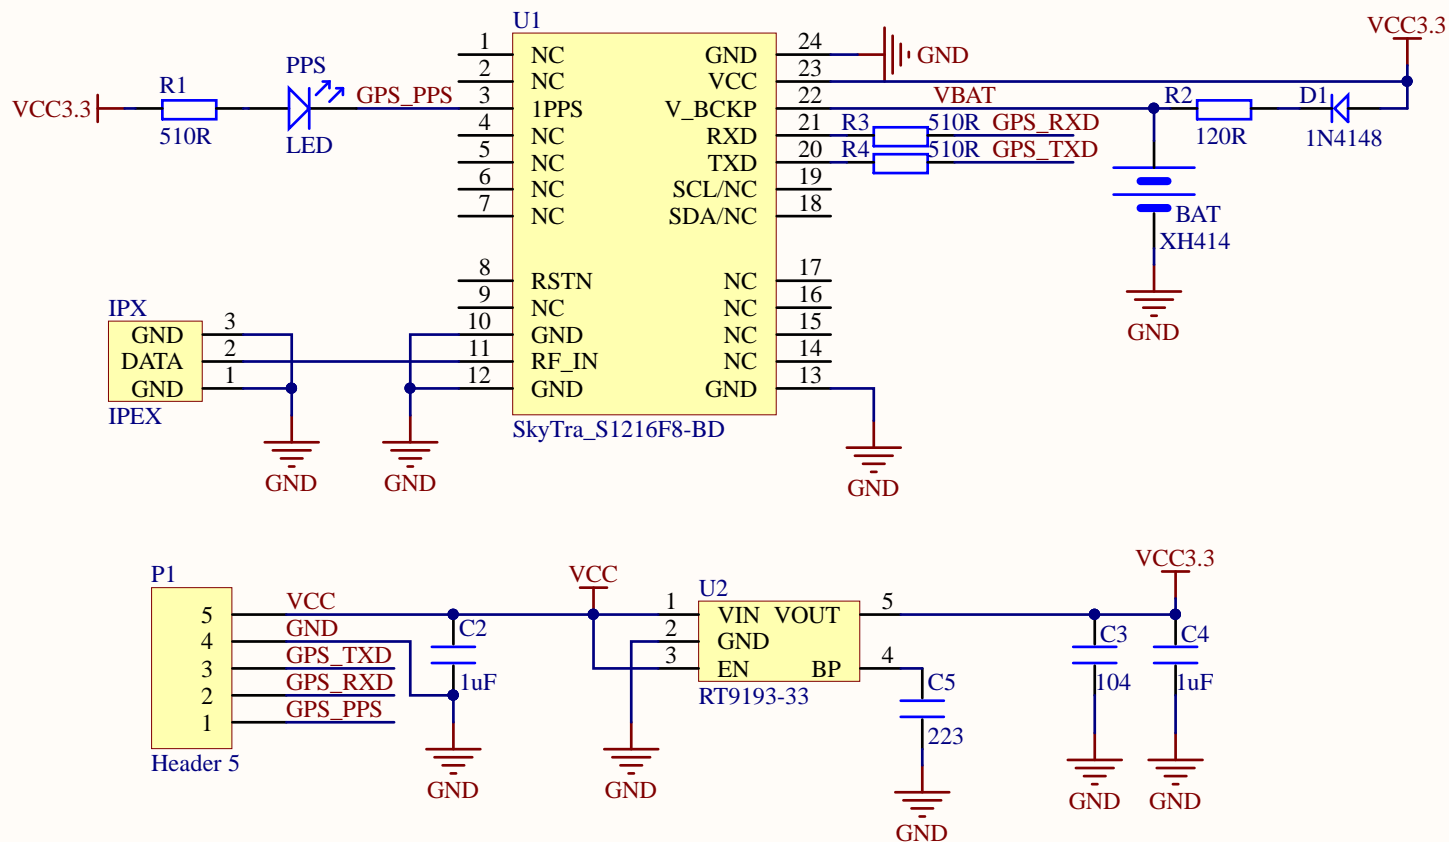 U1
VCC3.3
R1
510R
PPS
LED
GPS_PPS
1 NC
2 NC
3 1PPS
4 NC
5 NC
6 NC
7 NC
8 RSTN
9 NC
10 GND
11 RF_IN
12 GND
GND 24
VCC 23
V_BCKP 22
RXD 21
TXD 20
SCL/NC 19
SDA/NC 18
NC 17
NC 16
NC 15
NC 14
GND 13
SkyTra_S1216F8-BD
GND
VCC3.3
VBAT
R2
120R
D1
1N4148
R3 510R GPS_RXD
R4 510R GPS_TXD
BAT
XH414
GND
IPX
GND 3
DATA 2
GND 1
IPEX
GND
GND
GND
P1
5 VCC
4 GND
3 GPS_TXD
2 GPS_RXD
1 GPS_PPS
Header 5
C2
1uF
GND
VCC
U2
1 VIN VOUT 5
2 GND
3 EN BP 4
RT9193-33
GND
C5
223
GND
VCC3.3
C3
104
GND
C4
1uF
GND